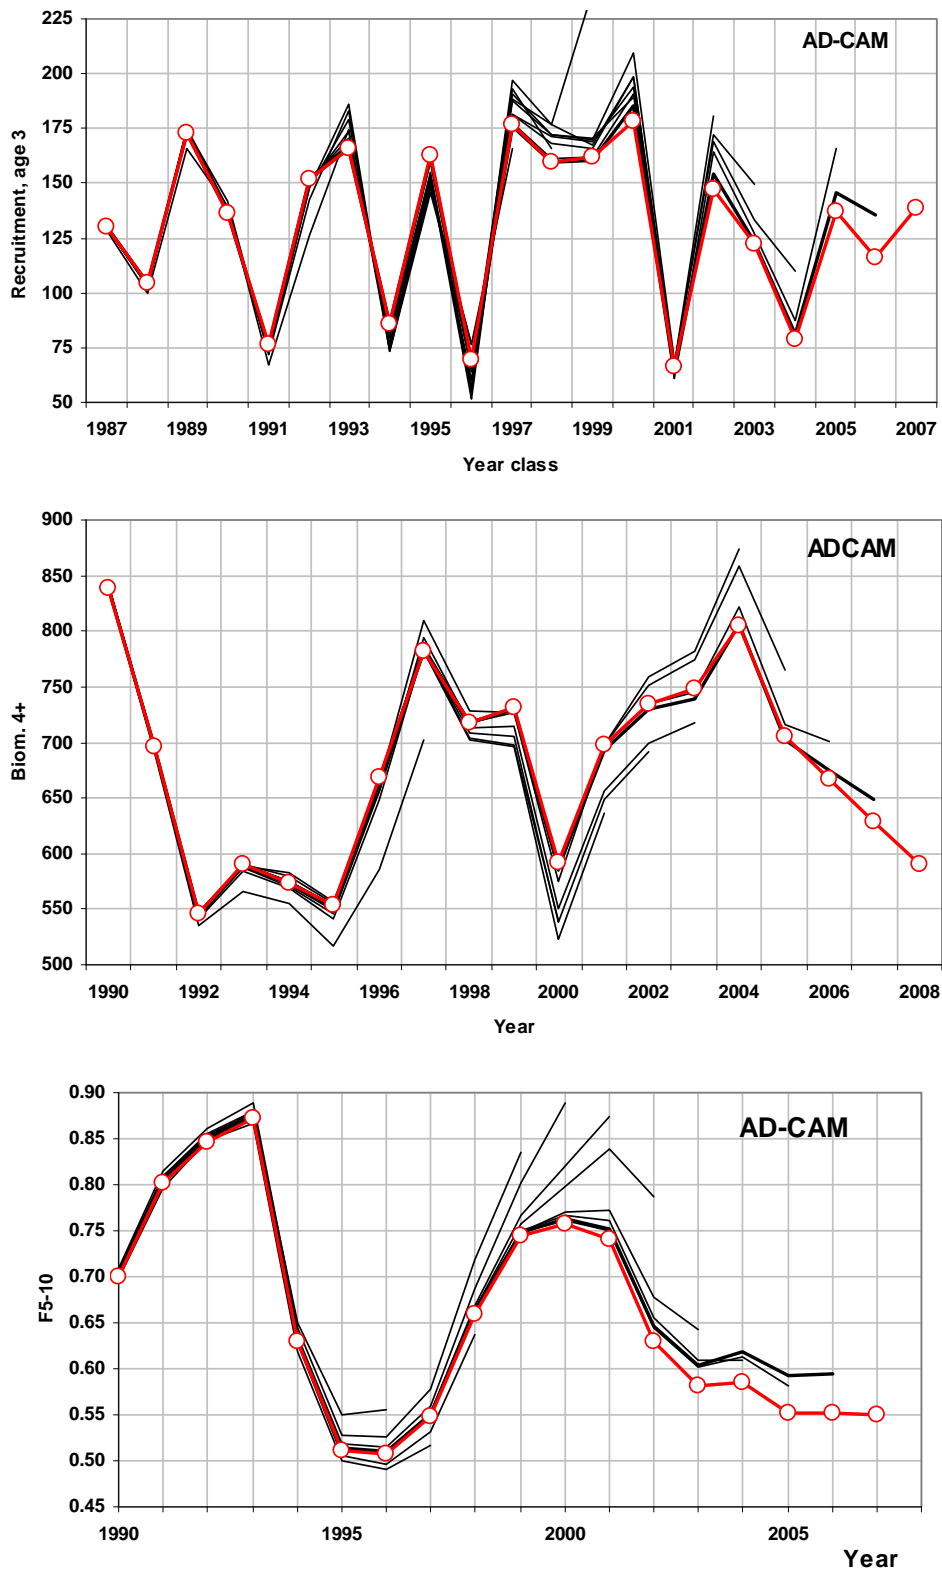 225
200
175
150
125
100
75
50
Recruitment, age 3
AD-CAM
1987 1989 1991 1993 1995 1997 1999 2001 2003 2005 2007
Year class
900
850
800
750
700
650
600
550
500
Biom. 4+
ADCAM
1990 1992 1994 1996 1998 2000 2002 2004 2006 2008
Year
0.90
0.85
0.80
0.75
0.70
0.65
0.60
0.55
0.50
0.45
F5-10
AD-CAM
1990 1995 2000 2005
Year